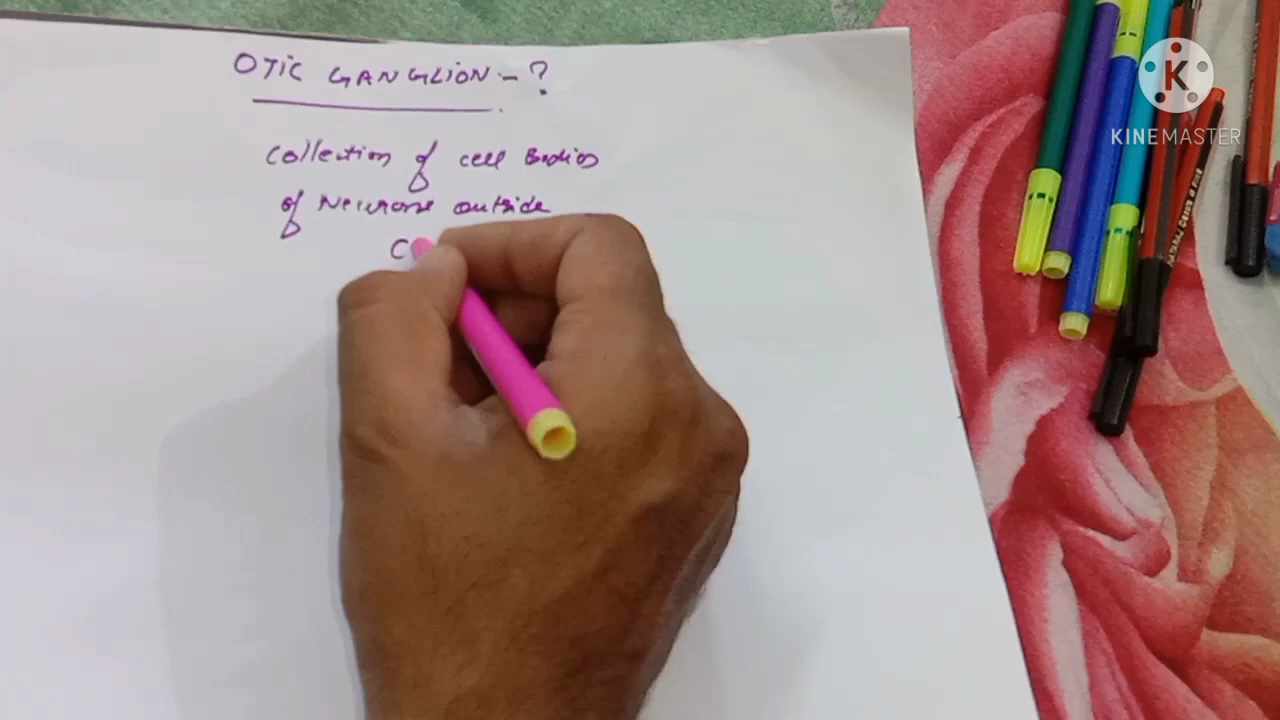 OTIC GANGLION - ?
Collection of cell Bodies
of Neurons outside
C
K
KINEMASTER